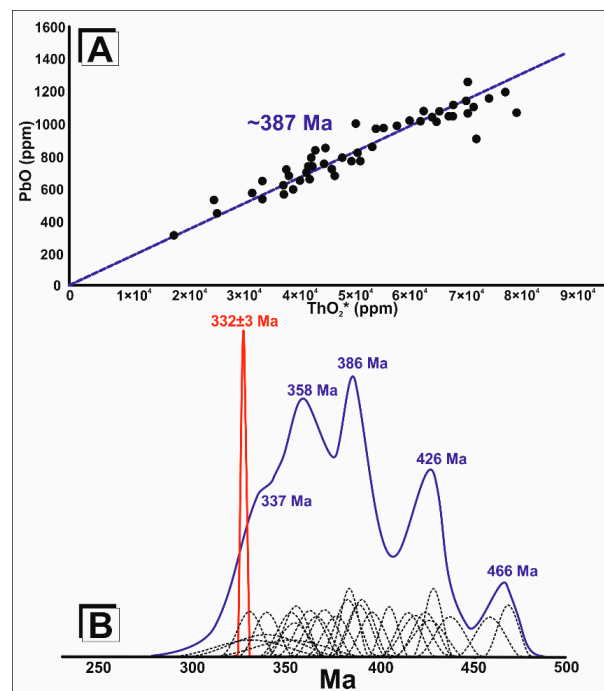 1600
A
1400
1200
~387 Ma
1000
PbO (ppm)
800
600
400
200
0
0 1×10⁴ 2×10⁴ 3×10⁴ 4×10⁴ 5×10⁴ 6×10⁴ 7×10⁴ 8×10⁴ 9×10⁴
ThO₂* (ppm)
332±3 Ma
386 Ma
358 Ma
426 Ma
337 Ma
466 Ma
B
250 300 350 400 450 500
Ma